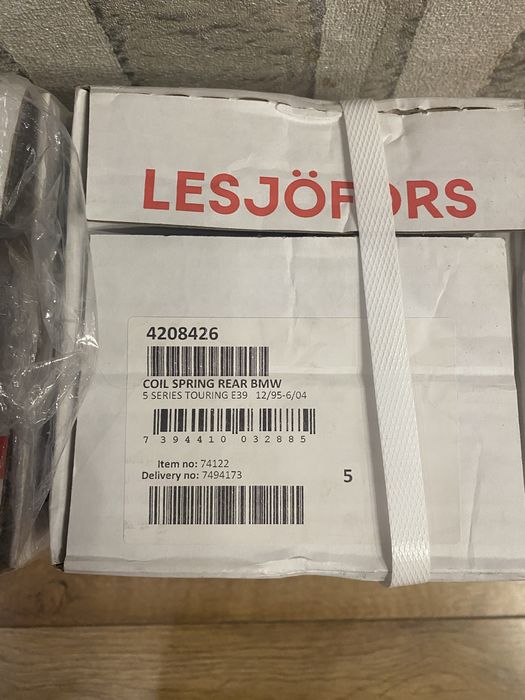 LESJÖFORS
4208426
COIL SPRING REAR BMW
5 SERIES TOURING E39 12/95-6/04
7 394410 032885
Item no: 74122
Delivery no: 7494173
5